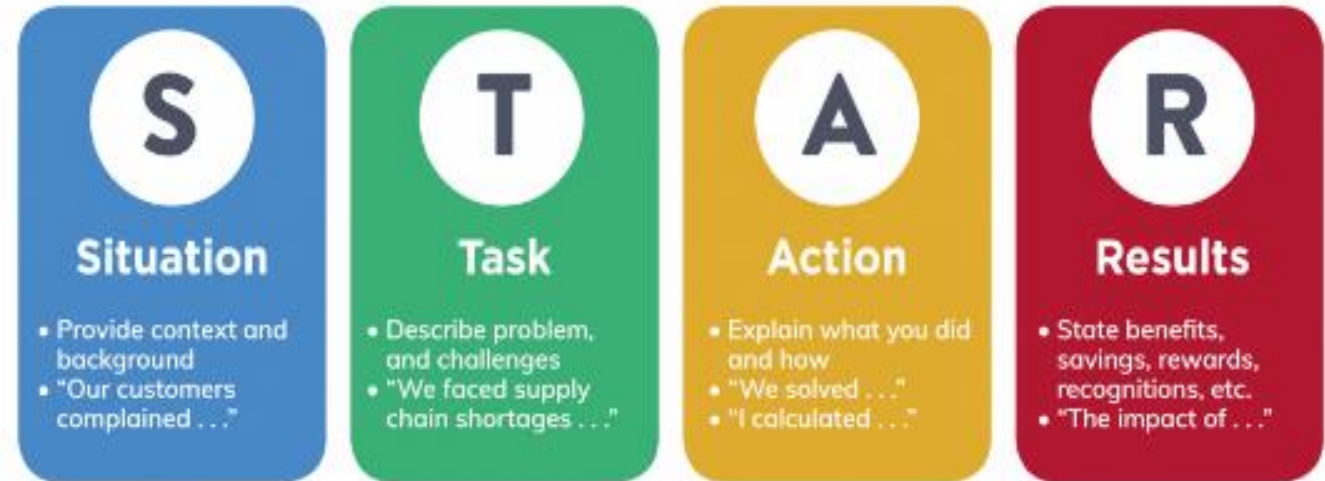 S
Situation
• Provide context and
background
• “Our customers
complained . . .”
T
Task
• Describe problem,
and challenges
• “We faced supply
chain shortages . . .”
A
Action
• Explain what you did
and how
• “We solved . . .”
• “I calculated . . .”
R
Results
• State benefits,
savings, rewards,
recognitions, etc.
• “The impact of . . .”